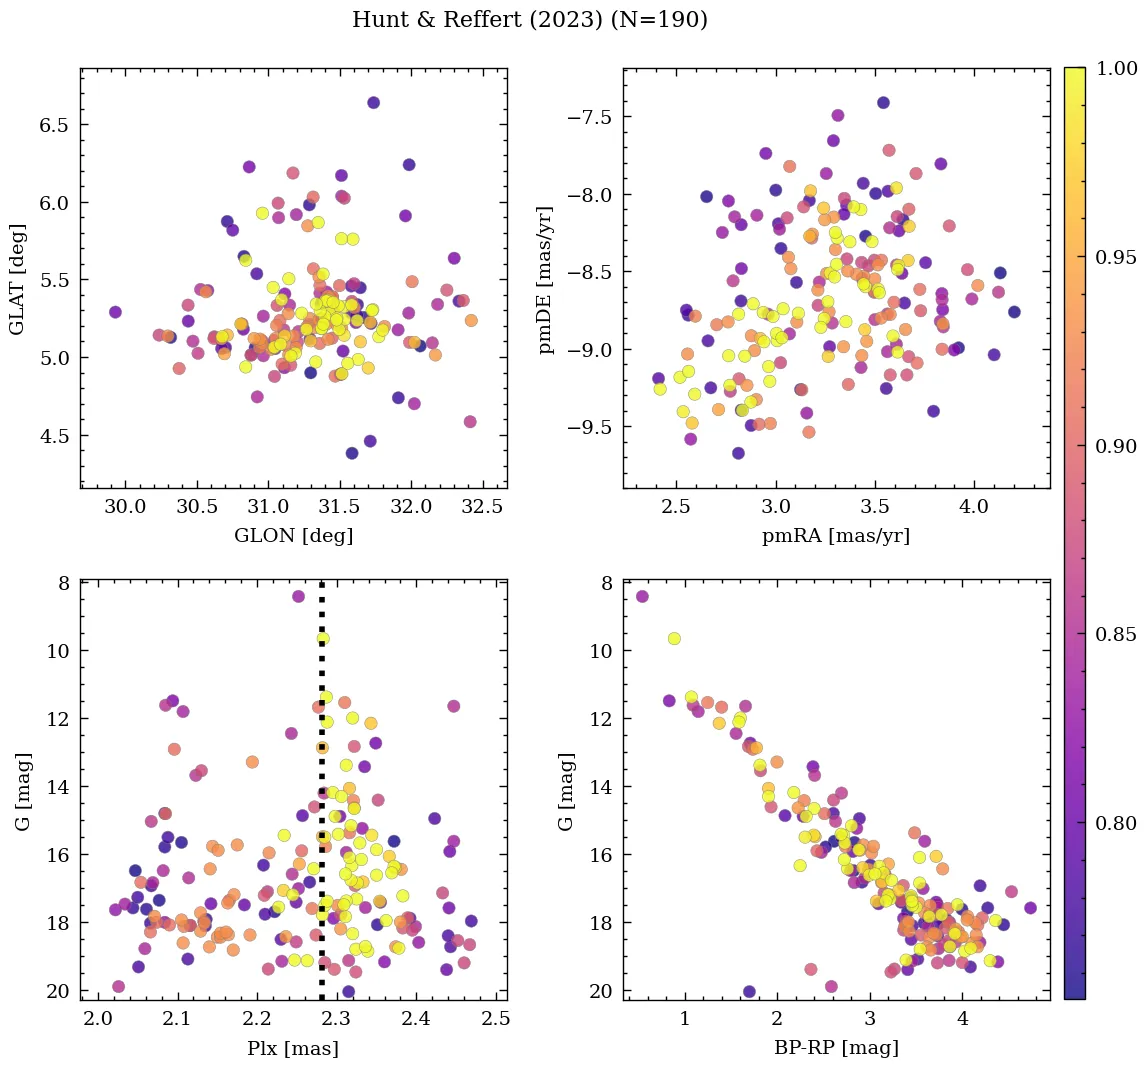 Hunt & Reffert (2023) (N=190)
6.5
6.0
5.5
5.0
4.5
GLAT [deg]
30.0 30.5 31.0 31.5 32.0 32.5
GLON [deg]
−7.5
−8.0
−8.5
−9.0
−9.5
pmDE [mas/yr]
2.5 3.0 3.5 4.0
pmRA [mas/yr]
1.00
0.95
0.90
0.85
0.80
8
10
12
14
16
18
20
G [mag]
2.0 2.1 2.2 2.3 2.4 2.5
Plx [mas]
8
10
12
14
16
18
20
G [mag]
1 2 3 4
BP-RP [mag]